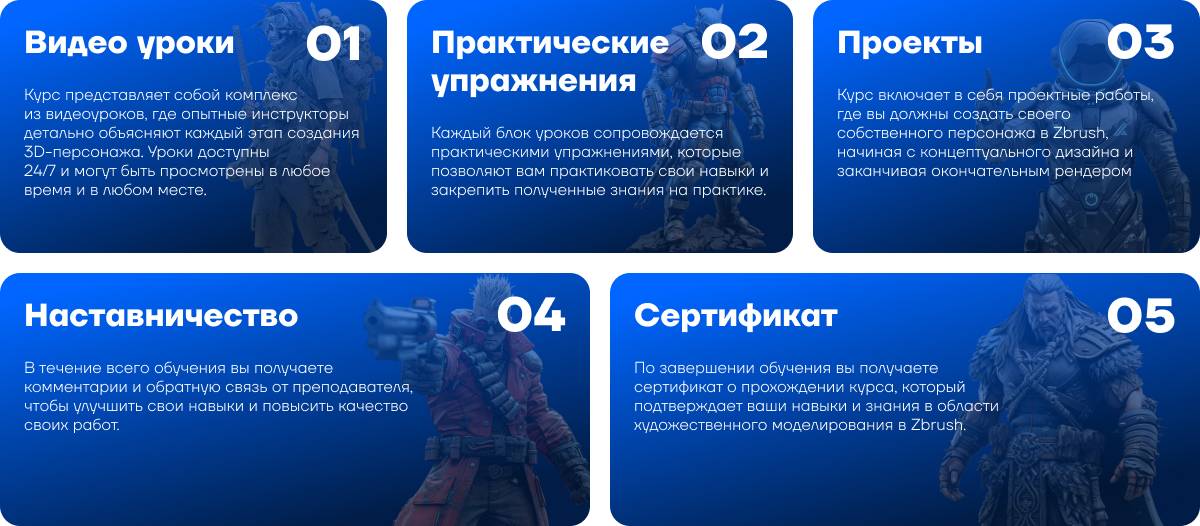 Видео уроки
01
Курс представляет собой комплекс
из видеоуроков, где опытные инструкторы
детально объясняют каждый этап создания
3D-персонажа. Уроки доступны
24/7 и могут быть просмотрены в любое
время и в любом месте.
Практические
упражнения
02
Каждый блок уроков сопровождается
практическими упражнениями, которые
позволяют вам практиковать свои навыки и
закрепить полученные знания на практике.
Проекты
03
Курс включает в себя проектные работы,
где вы должны создать своего
собственного персонажа в Zbrush,
начиная с концептуального дизайна и
заканчивая окончательным рендером
Наставничество
04
В течение всего обучения вы получаете
комментарии и обратную связь от преподавателя,
чтобы улучшить свои навыки и повысить качество
своих работ.
Сертификат
05
По завершении обучения вы получаете
сертификат о прохождении курса, который
подтверждает ваши навыки и знания в области
художественного моделирования в Zbrush.